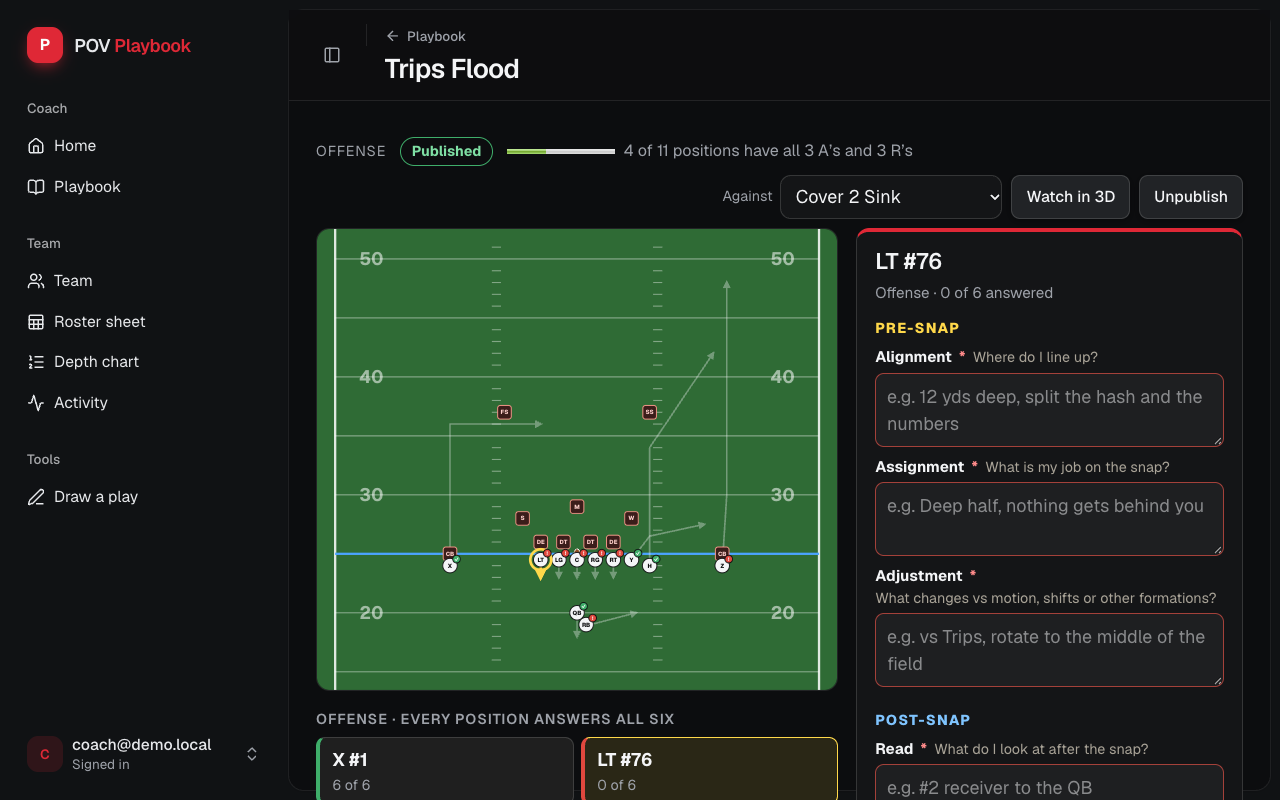 P
POV Playbook
Coach
Home
Playbook
Team
Team
Roster sheet
Depth chart
Activity
Tools
Draw a play
C
coach@demo.local
Signed in
Playbook
Trips Flood
OFFENSE
Published
4 of 11 positions have all 3 A's and 3 R's
Against
Cover 2 Sink
Watch in 3D
Unpublish
50 50
40 40
FS SS
30 30
S M W
DE DT DT DE
CB CB
X LT LG C RG RT Y H Z
20 QB 20
RB
OFFENSE · EVERY POSITION ANSWERS ALL SIX
X #1
6 of 6
LT #76
0 of 6
LT #76
Offense · 0 of 6 answered
PRE-SNAP
Alignment * Where do I line up?
e.g. 12 yds deep, split the hash and the
numbers
Assignment * What is my job on the snap?
e.g. Deep half, nothing gets behind you
Adjustment *
What changes vs motion, shifts or other formations?
e.g. vs Trips, rotate to the middle of the
field
POST-SNAP
Read * What do I look at after the snap?
e.g. #2 receiver to the QB